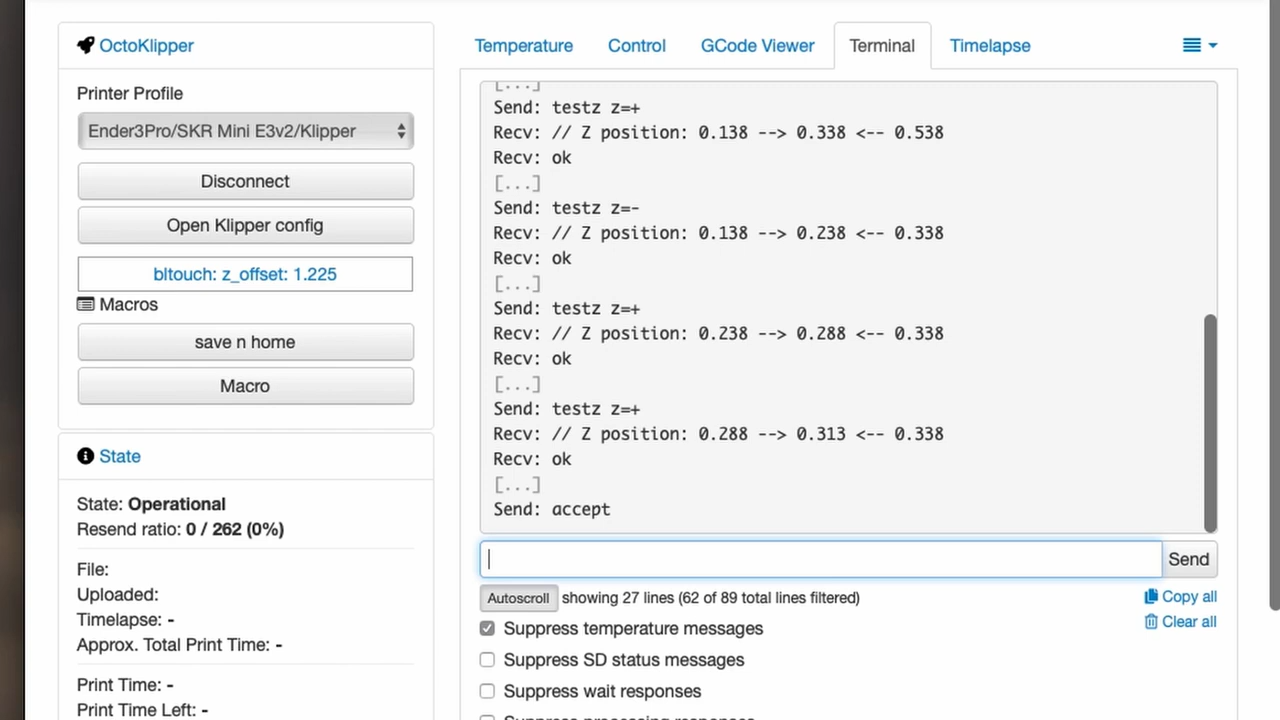 OctoKlipper
Printer Profile
Ender3Pro/SKR Mini E3v2/Klipper
Disconnect
Open Klipper config
bltouch: z_offset: 1.225
Macros
save n home
Macro
State
State: Operational
Resend ratio: 0 / 262 (0%)
File:
Uploaded:
Timelapse: -
Approx. Total Print Time: -
Print Time: -
Print Time Left: -
Temperature
Control
GCode Viewer
Terminal
Timelapse
[...]
Send: testz z=+
Recv: // Z position: 0.138 --> 0.338 <-- 0.538
Recv: ok
[...]
Send: testz z=-
Recv: // Z position: 0.138 --> 0.238 <-- 0.338
Recv: ok
[...]
Send: testz z=+
Recv: // Z position: 0.238 --> 0.288 <-- 0.338
Recv: ok
[...]
Send: testz z=+
Recv: // Z position: 0.288 --> 0.313 <-- 0.338
Recv: ok
[...]
Send: accept
Send
Autoscroll showing 27 lines (62 of 89 total lines filtered)
Copy all
Clear all
Suppress temperature messages
Suppress SD status messages
Suppress wait responses